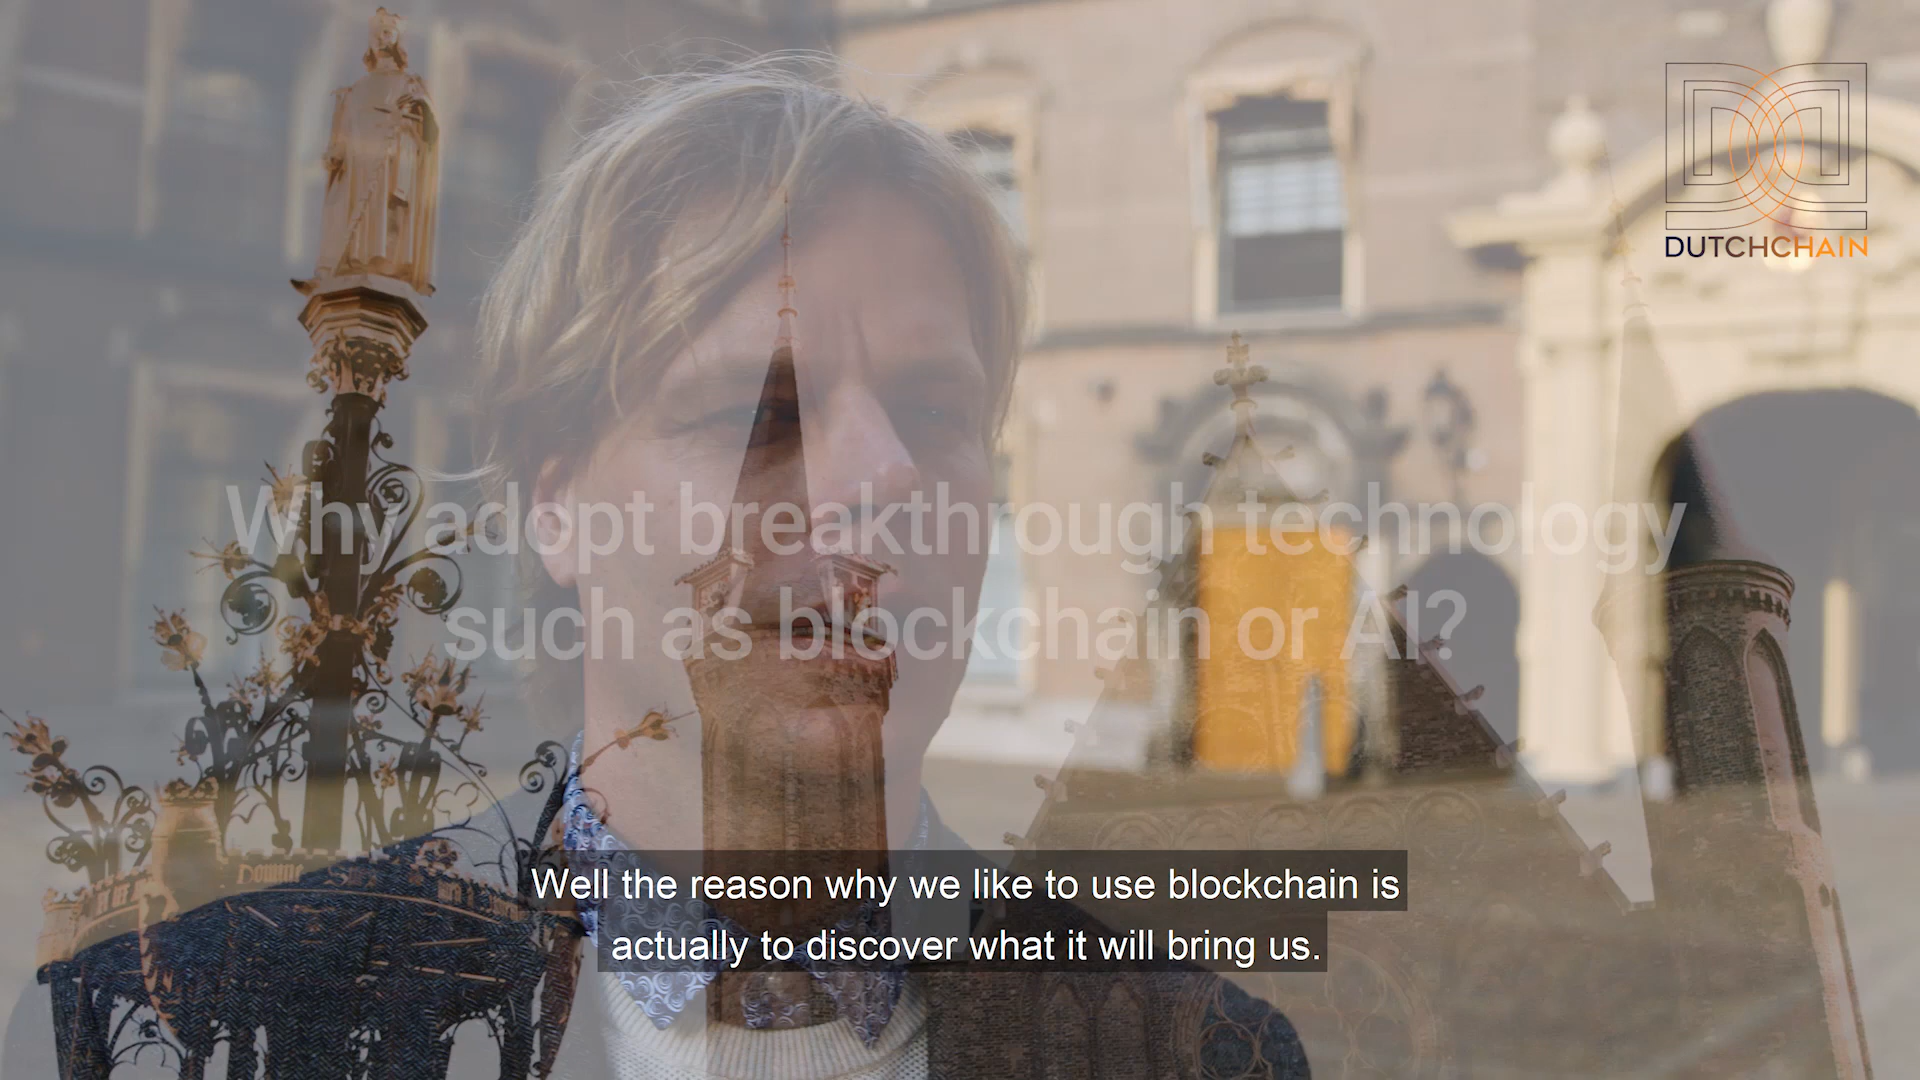 DUTCHCHAIN
Why adopt breakthrough technology
such as blockchain or AI?
Well the reason why we like to use blockchain is
actually to discover what it will bring us.